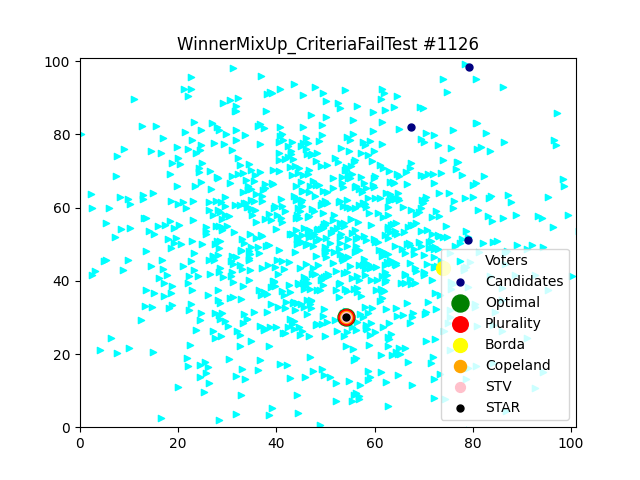 WinnerMixUp_CriteriaFailTest #1126
100
80
60
40
20
0
0
20
40
60
80
100
Voters
Candidates
Optimal
Plurality
Borda
Copeland
STV
STAR